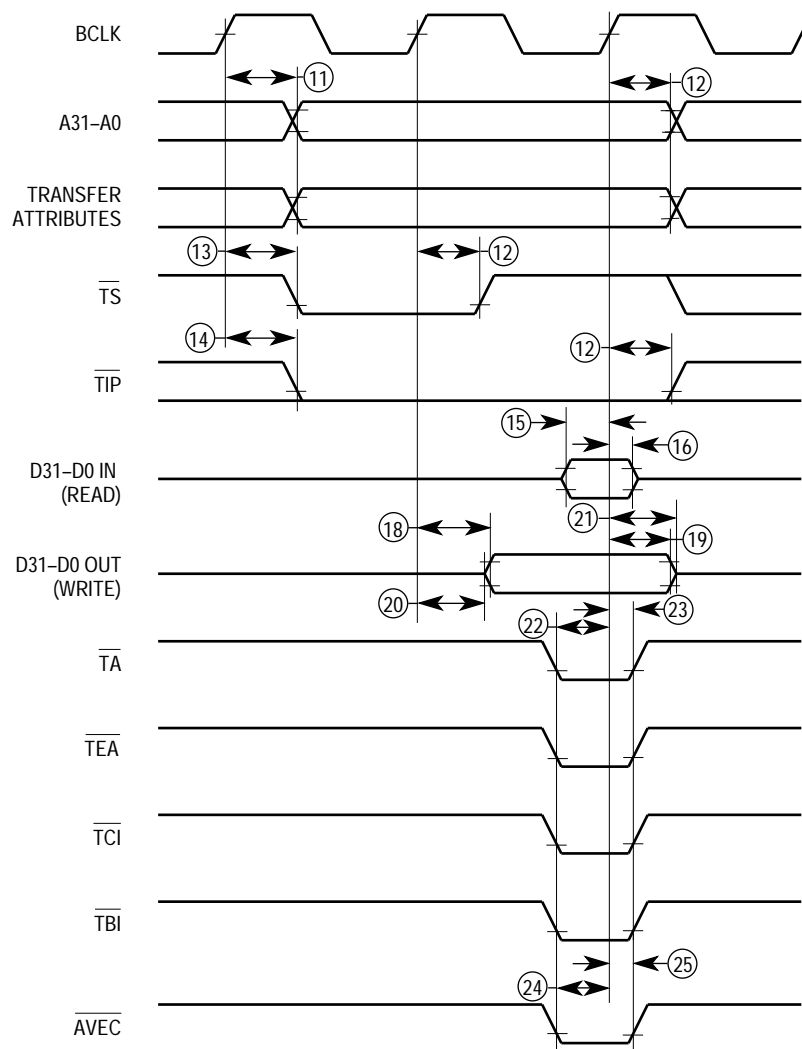 BCLK
11
12
A31–A0
TRANSFER
ATTRIBUTES
13
12
TS
14
12
TIP
15
16
D31–D0 IN
(READ)
21
18
19
D31–D0 OUT
(WRITE)
20
23
22
TA
TEA
TCI
TBI
25
24
AVEC